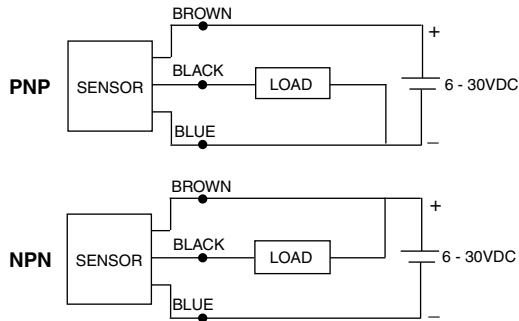 BROWN
+
BLACK
PNP SENSOR LOAD 6 - 30VDC
BLUE
–
BROWN
+
BLACK
NPN SENSOR LOAD 6 - 30VDC
BLUE
–